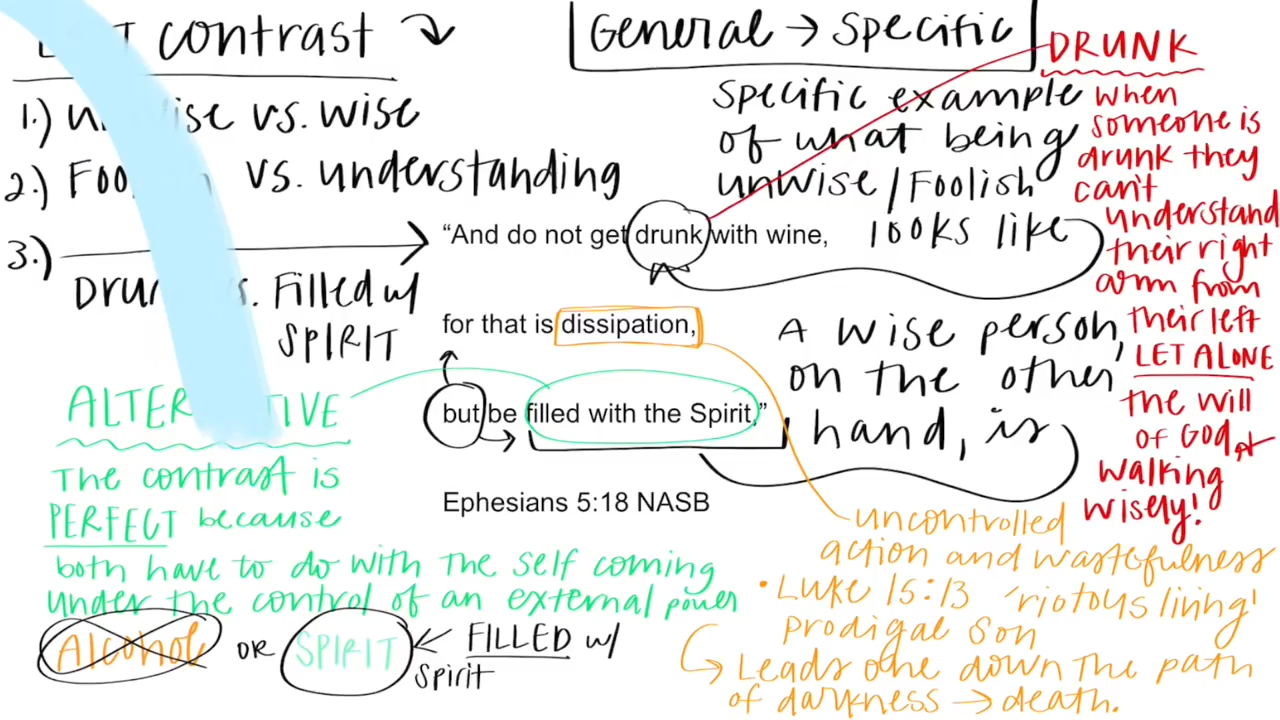 contrast
General → Specific
1.) vs. wise
2.) vs. understanding
3.)
vs. Filled w/
SPIRIT
Specific example
of what being
unwise / Foolish
looks like
DRUNK
when
someone is
drunk they
can't
understand
their right
arm from
their left
LET ALONE
the will
of GOD or
walking
wisely!
“And do not get drunk with wine,
for that is dissipation,
but be filled with the Spirit,”
Ephesians 5:18 NASB
A wise person,
on the other
hand, is
ALTERNATIVE
The contrast is
PERFECT because
both have to do with the self coming
under the control of an external power
Alcohol OR SPIRIT ← FILLED w/
Spirit
uncontrolled
action and wastefulness
• Luke 15:13 'riotous living'
prodigal son
↳ Leads one down the path
of darkness → death.